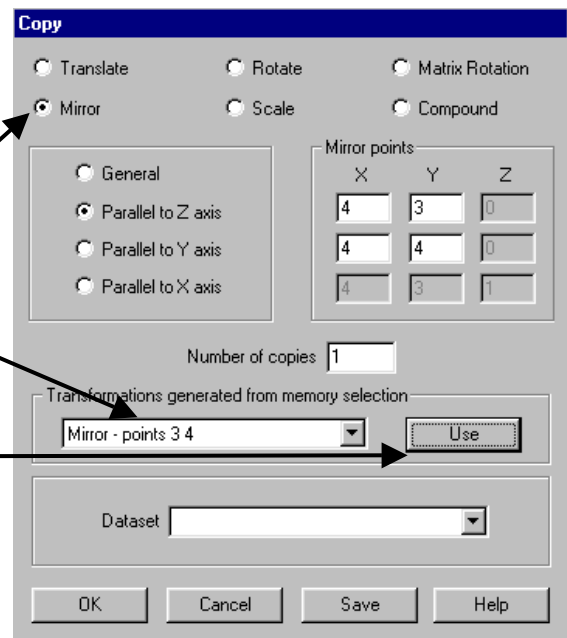 Copy
Translate Rotate Matrix Rotation
Mirror Scale Compound
General
Parallel to Z axis
Parallel to Y axis
Parallel to X axis
Mirror points
X Y Z
4 3 0
4 4 0
4 3 1
Number of copies 1
Transformations generated from memory selection
Mirror - points 3 4 Use
Dataset
OK Cancel Save Help